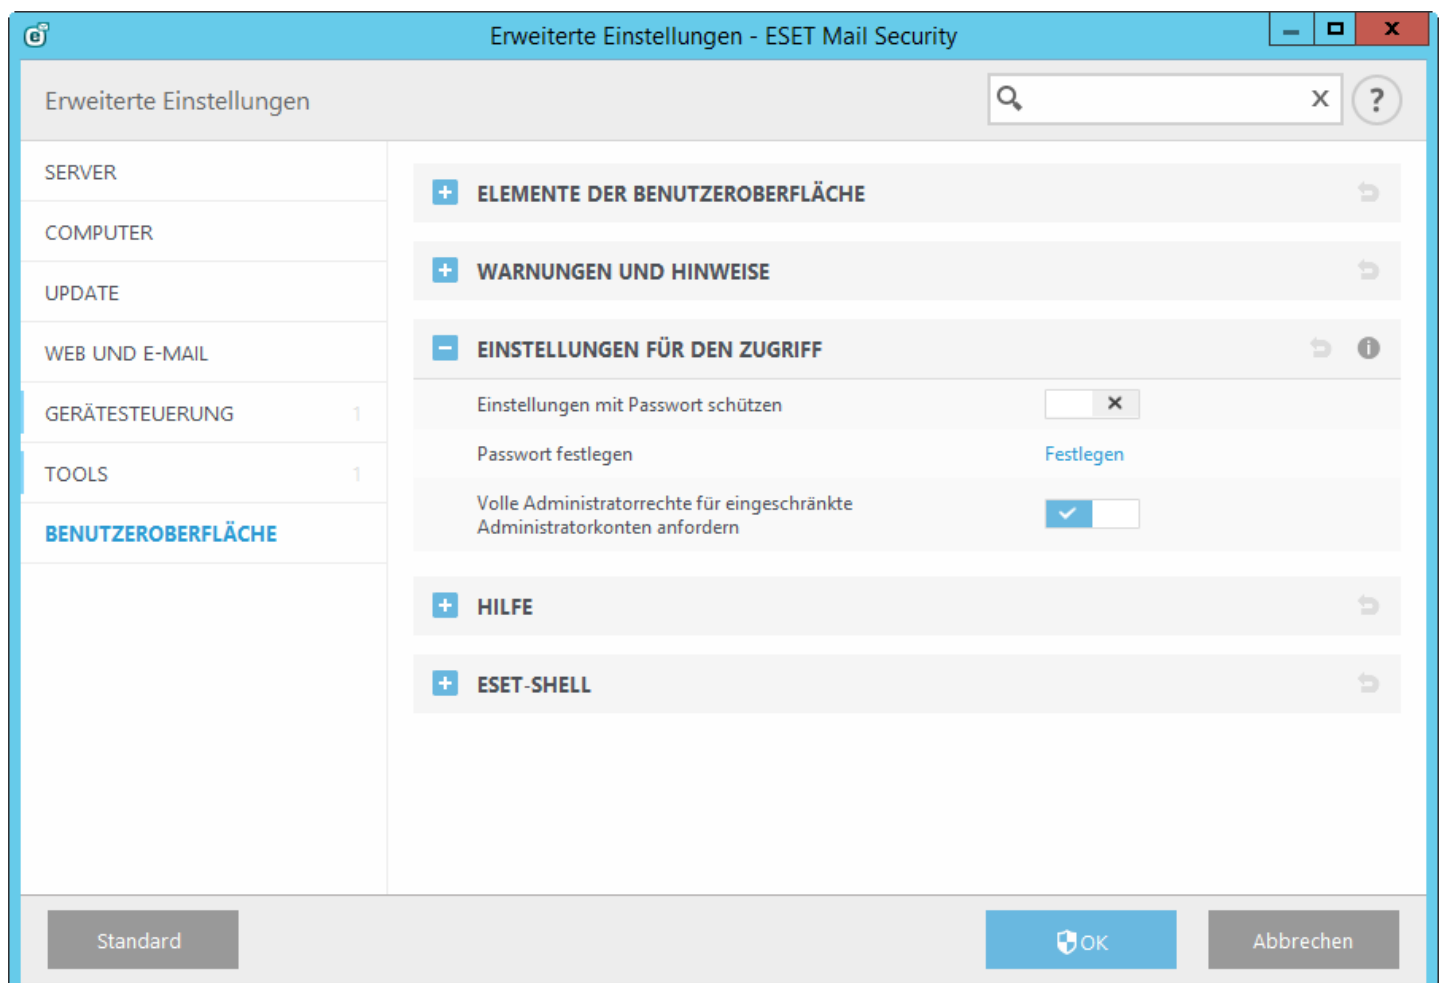 Erweiterte Einstellungen - ESET Mail Security
Erweiterte Einstellungen
x
?
SERVER
COMPUTER
UPDATE
WEB UND E-MAIL
GERÄTESTEUERUNG 1
TOOLS 1
BENUTZEROBERFLÄCHE
ELEMENTE DER BENUTZEROBERFLÄCHE
WARNUNGEN UND HINWEISE
EINSTELLUNGEN FÜR DEN ZUGRIFF
Einstellungen mit Passwort schützen
Passwort festlegen Festlegen
Volle Administratorrechte für eingeschränkte
Administratorkonten anfordern
HILFE
ESET-SHELL
Standard
OK
Abbrechen